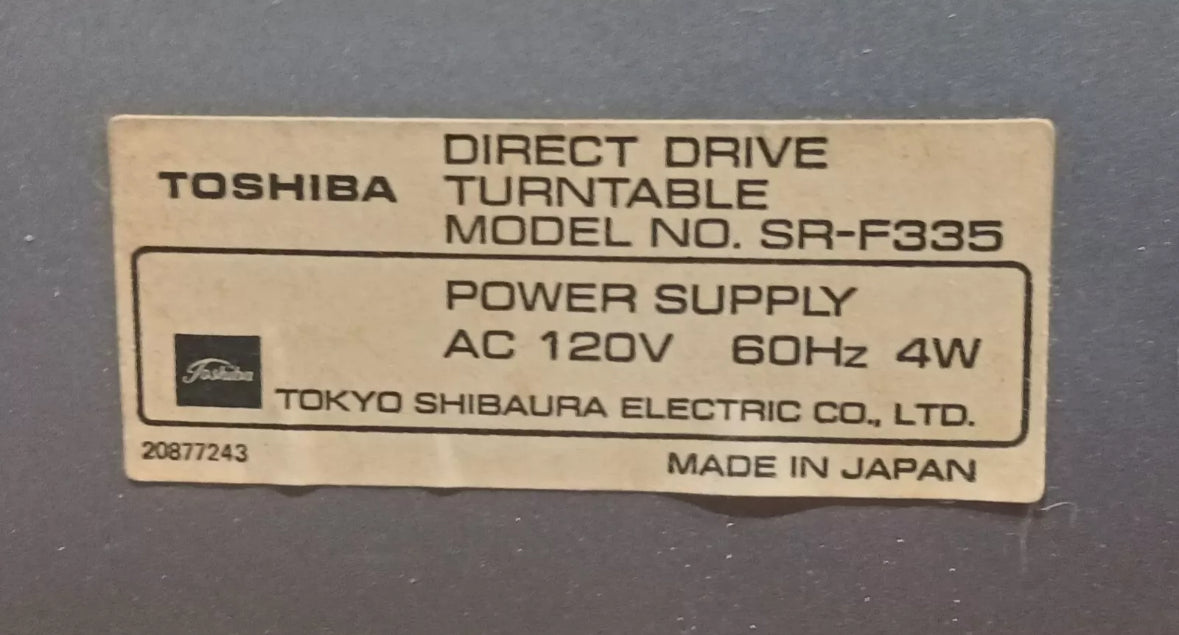 TOSHIBA
DIRECT DRIVE
TURNTABLE
MODEL NO. SR-F335
POWER SUPPLY
AC 120V 60Hz 4W
Toshiba
TOKYO SHIBAURA ELECTRIC CO., LTD.
20877243
MADE IN JAPAN